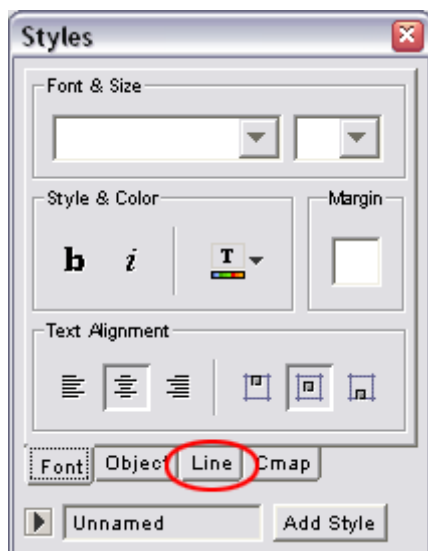 Styles
Font & Size
Style & Color
Margin
b i T
Text Alignment
Font Object Line Cmap
Unnamed Add Style